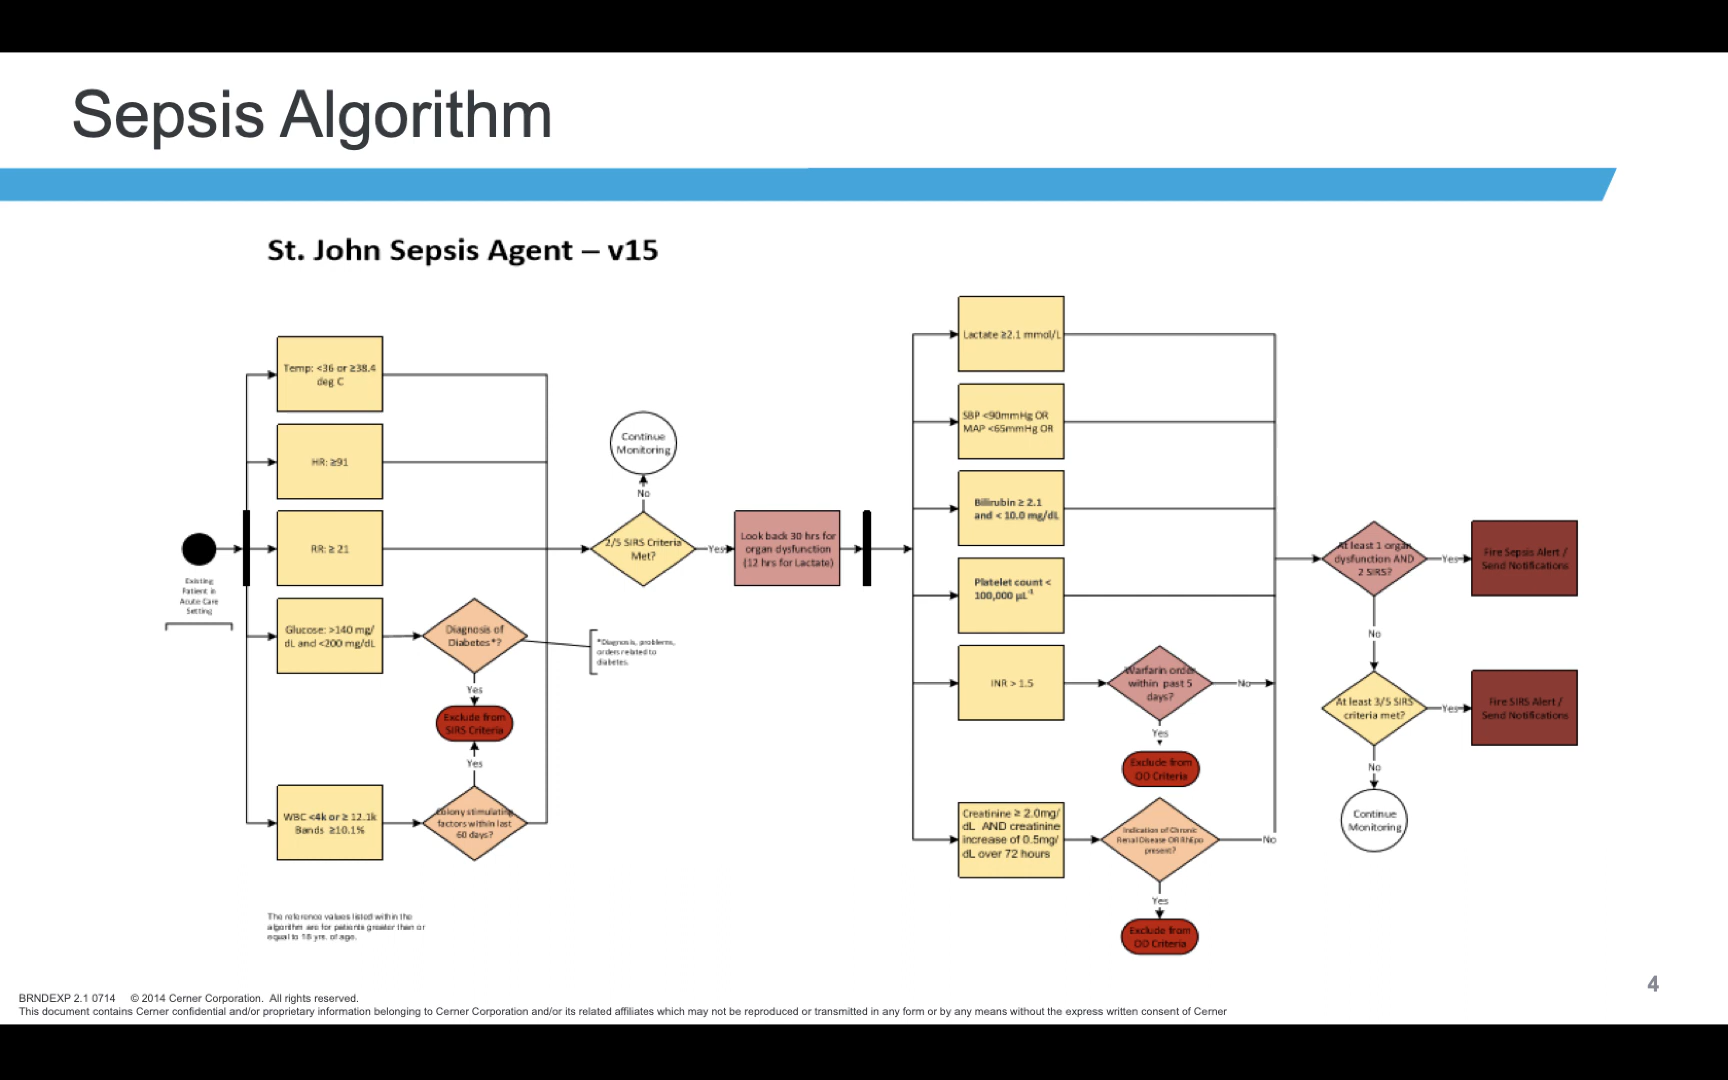 Sepsis Algorithm
St. John Sepsis Agent – v15
Existing
Patient in
Acute Care
Setting
Temp: <36 or ≥38.4
deg C
HR: ≥91
RR: ≥ 21
Glucose: >140 mg/
dL and <200 mg/dL
Diagnosis of
Diabetes*?
*Diagnosis, problems,
orders related to
diabetes.
Yes
Exclude from
SIRS Criteria
Yes
WBC <4k or ≥ 12.1k
Bands ≥10.1%
Colony stimulating
factors within last
60 days?
Continue
Monitoring
No
2/5 SIRS Criteria
Met?
Yes
Look back 30 hrs for
organ dysfunction
(12 hrs for Lactate)
Lactate ≥2.1 mmol/L
SBP <90mmHg OR
MAP <65mmHg OR
Bilirubin ≥ 2.1
and < 10.0 mg/dL
Platelet count <
100,000 µL⁻¹
INR > 1.5
Warfarin order
within past 5
days?
No
Yes
Exclude from
OD Criteria
Creatinine ≥ 2.0mg/
dL AND creatinine
increase of 0.5mg/
dL over 72 hours
Indication of Chronic
Renal Disease OR RhEpo
present?
No
Yes
Exclude from
OD Criteria
At least 1 organ
dysfunction AND
2 SIRS?
Yes
Fire Sepsis Alert /
Send Notifications
No
At least 3/5 SIRS
criteria met?
Yes
Fire SIRS Alert /
Send Notifications
No
Continue
Monitoring
The reference values listed within the
algorithm are for patients greater than or
equal to 18 yrs. of age.
4
BRNDEXP 2.1 0714 © 2014 Cerner Corporation. All rights reserved.
This document contains Cerner confidential and/or proprietary information belonging to Cerner Corporation and/or its related affiliates which may not be reproduced or transmitted in any form or by any means without the express written consent of Cerner